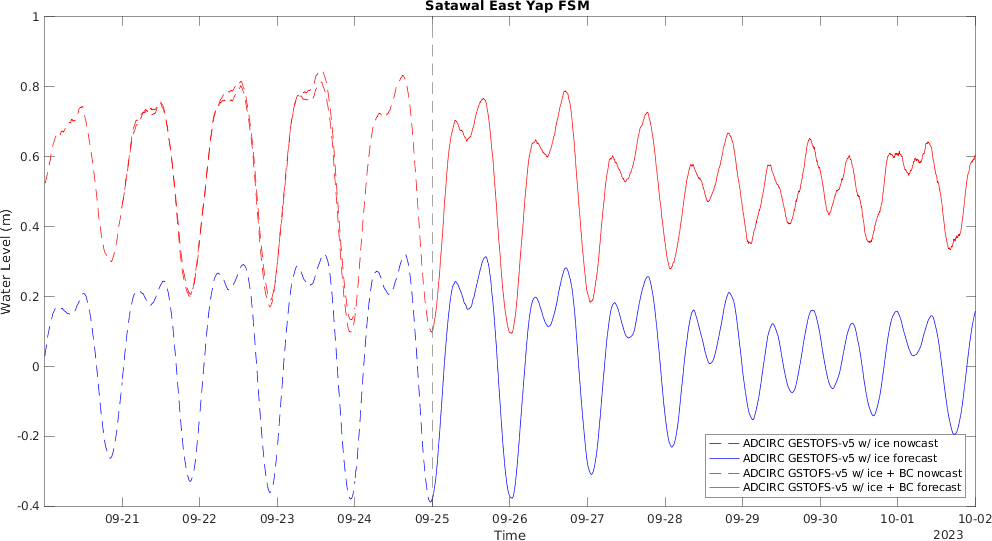 Satawal East Yap FSM
Water Level (m)
1
0.8
0.6
0.4
0.2
0
-0.2
-0.4
ADCIRC GESTOFS-v5 w/ ice nowcast
ADCIRC GESTOFS-v5 w/ ice forecast
ADCIRC GSTOFS-v5 w/ ice + BC nowcast
ADCIRC GSTOFS-v5 w/ ice + BC forecast
09-21 09-22 09-23 09-24 09-25 09-26 09-27 09-28 09-29 09-30 10-01 10-02
Time
2023